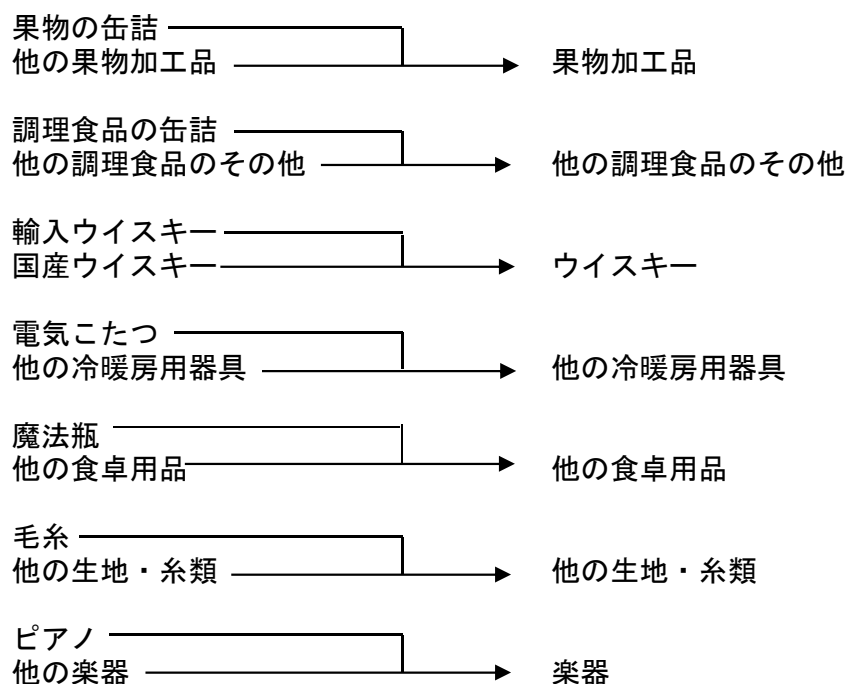 果物の缶詰
他の果物加工品 果物加工品
調理食品の缶詰
他の調理食品のその他 他の調理食品のその他
輸入ウイスキー
国産ウイスキー ウイスキー
電気こたつ
他の冷暖房用器具 他の冷暖房用器具
魔法瓶
他の食卓用品 他の食卓用品
毛糸
他の生地・糸類 他の生地・糸類
ピアノ
他の楽器 楽器